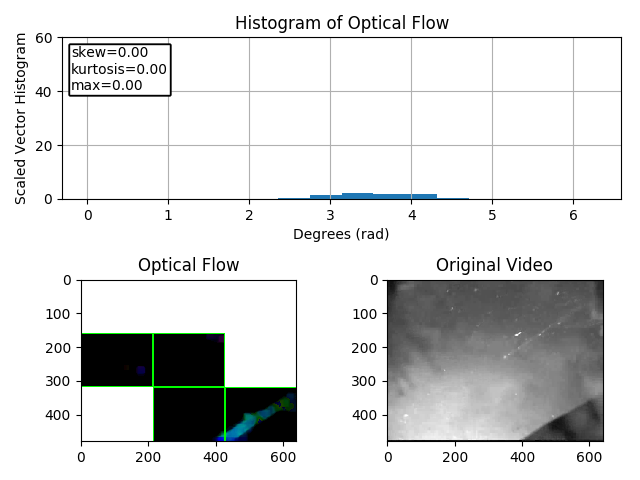 Histogram of Optical Flow
Scaled Vector Histogram
60
40
20
0
skew=0.00
kurtosis=0.00
max=0.00
0 1 2 3 4 5 6
Degrees (rad)
Optical Flow
0
100
200
300
400
0 200 400 600
Original Video
0
100
200
300
400
0 200 400 600